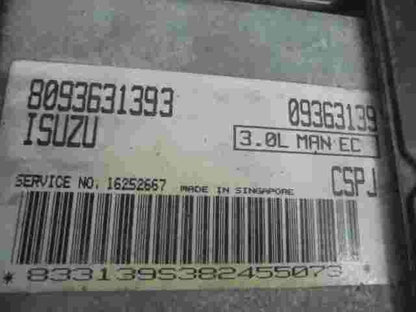 8093631393 09363139
ISUZU 3.0L MAN EC
SERVICE NO. 16252667 MADE IN SINGAPORE CSPJ
*833139S382455073*